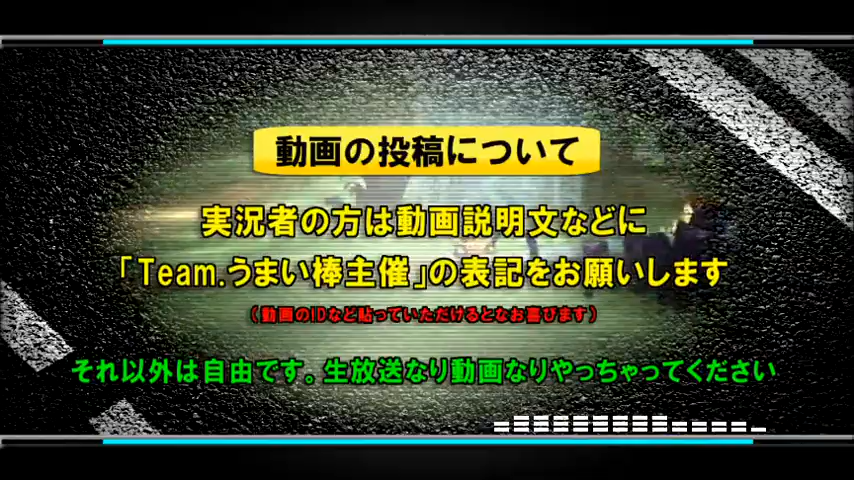 動画の投稿について
実況者の方は動画説明文などに
「Team.うまい棒主催」の表記をお願いします
（動画のIDなど貼っていただけるとなお喜びます）
それ以外は自由です。生放送なり動画なりやっちゃってください